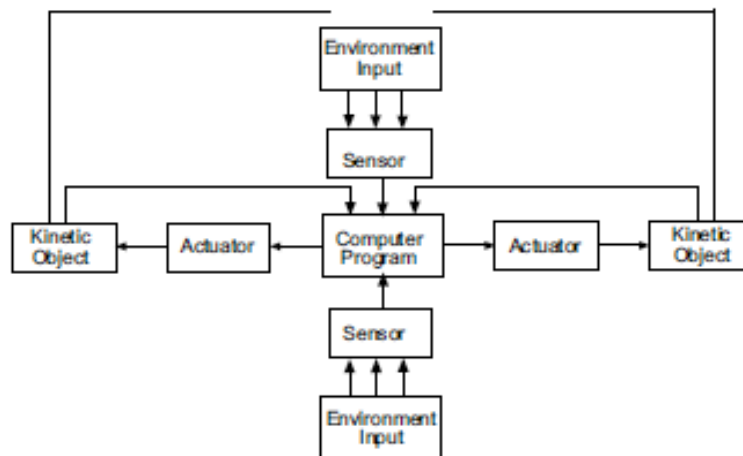 Environment
Input
Sensor
Kinetic
Object
Actuator
Computer
Program
Actuator
Kinetic
Object
Sensor
Environment
Input